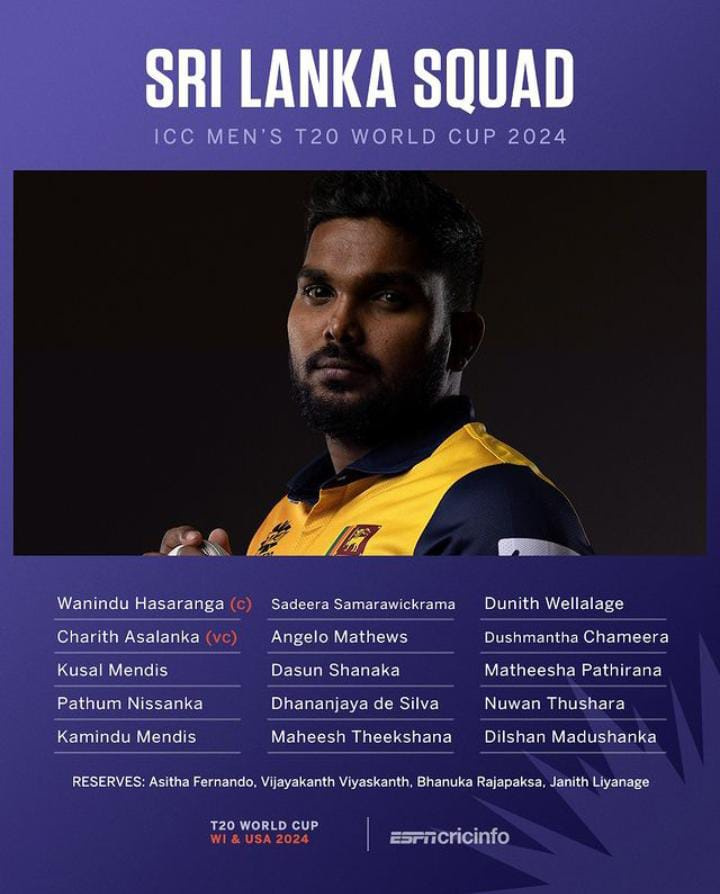 SRI LANKA SQUAD
ICC MEN'S T20 WORLD CUP 2024
Wanindu Hasaranga (c)
Charith Asalanka (vc)
Kusal Mendis
Pathum Nissanka
Kamindu Mendis
Sadeera Samarawickrama
Angelo Mathews
Dasun Shanaka
Dhananjaya de Silva
Maheesh Theekshana
Dunith Wellalage
Dushmantha Chameera
Matheesha Pathirana
Nuwan Thushara
Dilshan Madushanka
RESERVES: Asitha Fernando, Vijayakanth Viyaskanth, Bhanuka Rajapaksa, Janith Liyanage
T20 WORLD CUP
WI & USA 2024
ESPNcricinfo